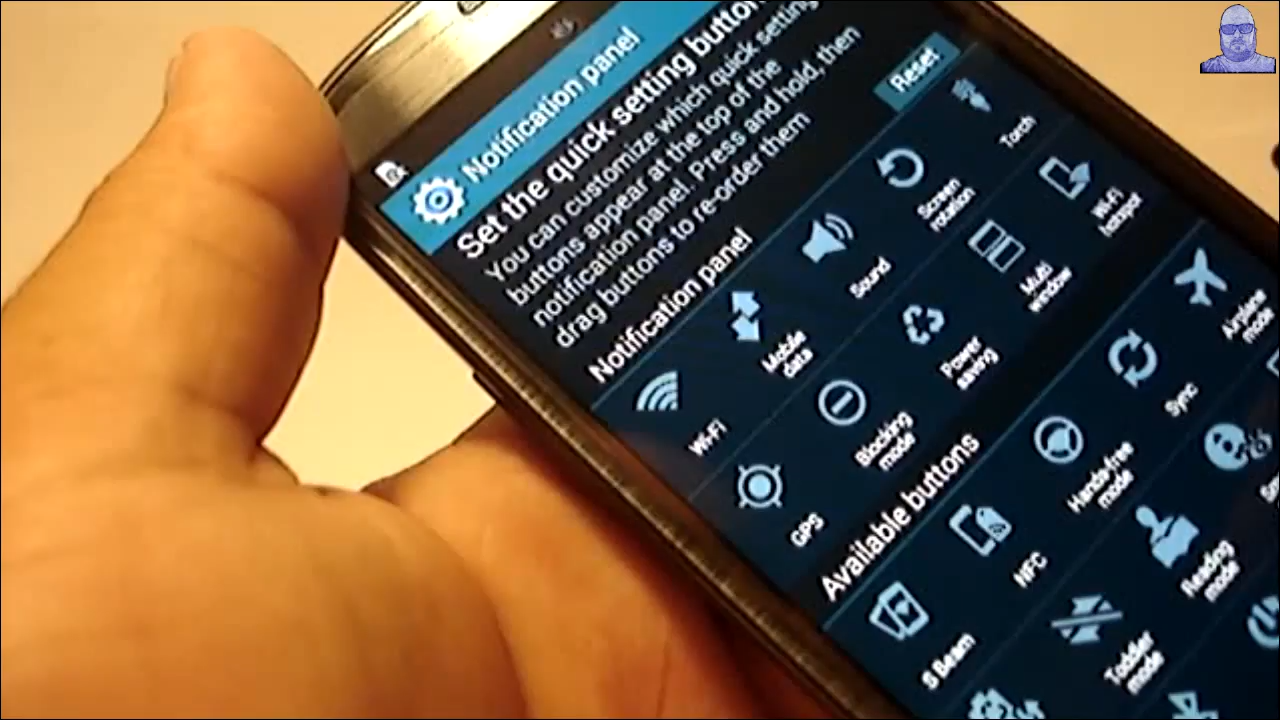 Notification panel
Set the quick setting buttons
You can customize which quick setting
buttons appear at the top of the
notification panel. Press and hold, then
drag buttons to re-order them
Reset
Notification panel
Wi-Fi
Mobile
data
Sound
Screen
rotation
Torch
GPS
Blocking
mode
Power
saving
Multi
window
Wi-Fi
hotspot
Available buttons
S Beam
NFC
Hands-free
mode
Sync
Airplane
mode
Toddler
mode
Reading
mode